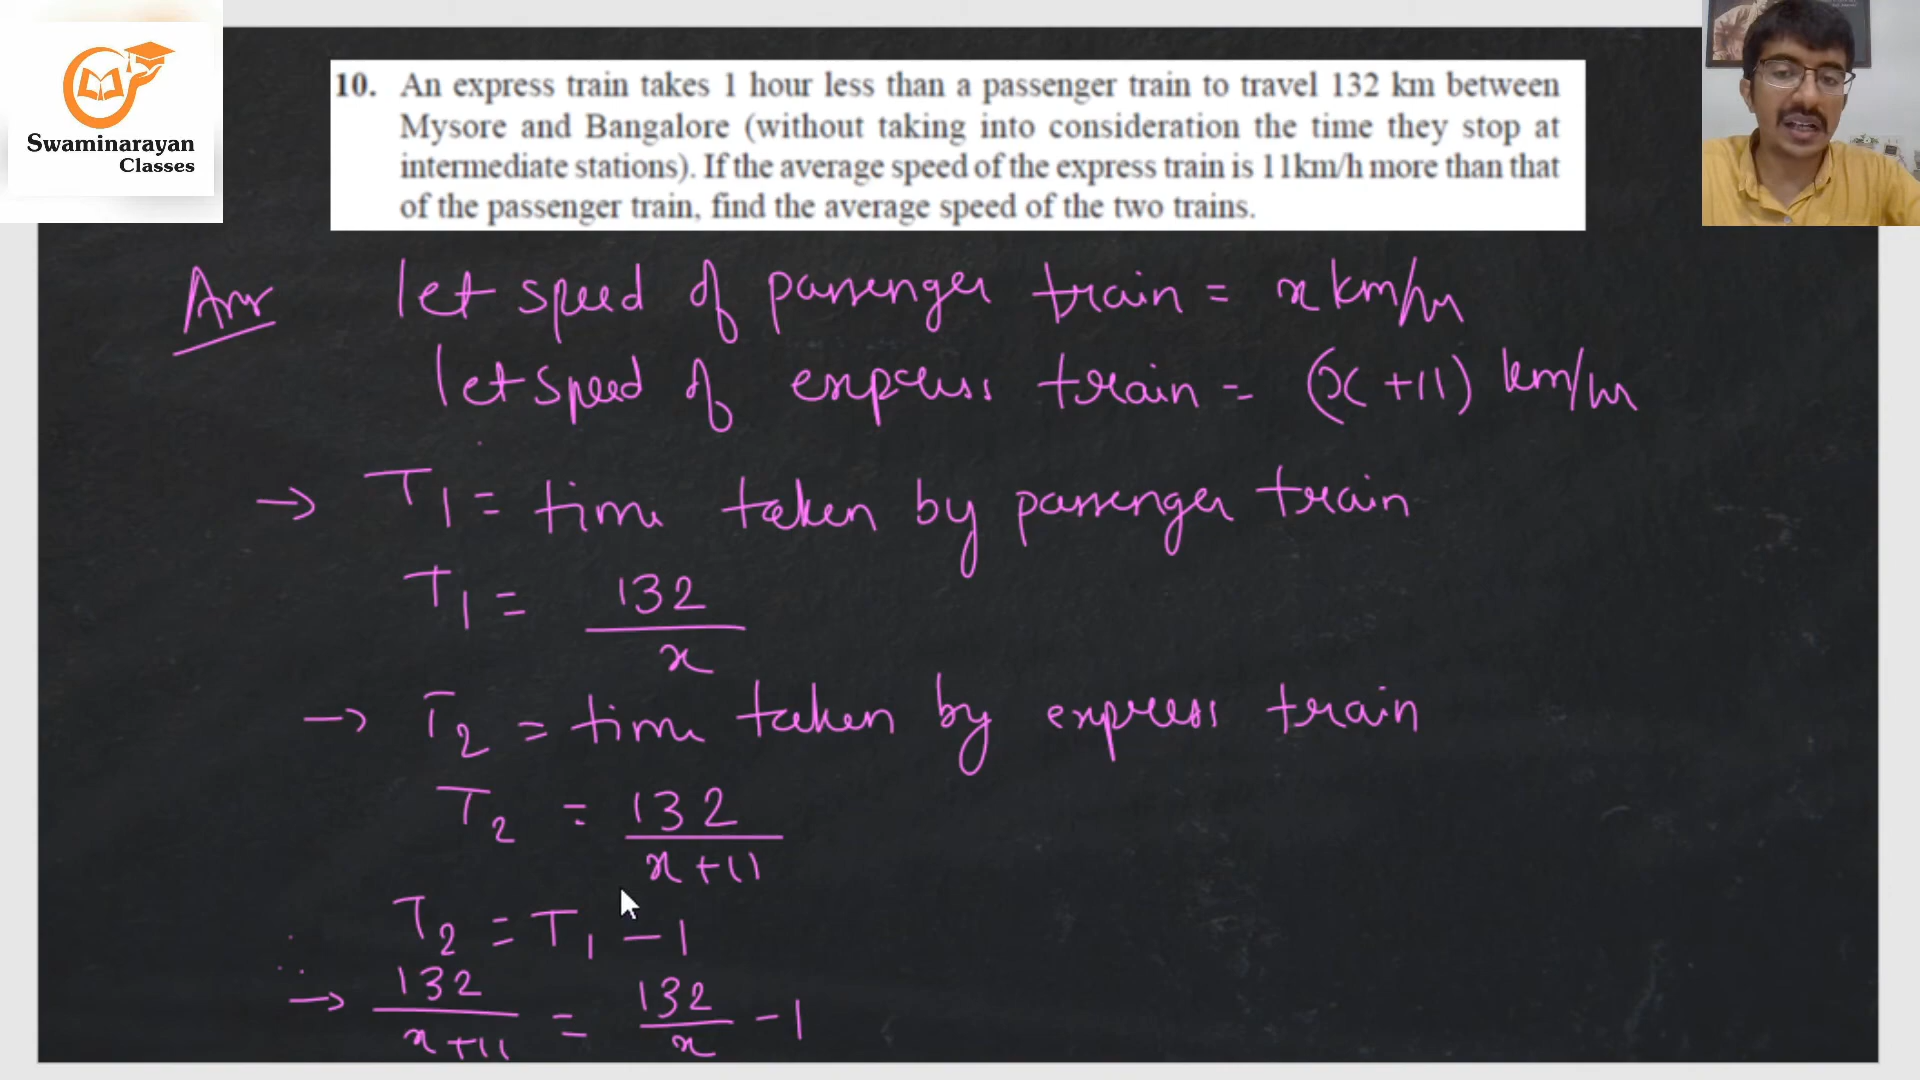 Swaminarayan
Classes
10. An express train takes 1 hour less than a passenger train to travel 132 km between
Mysore and Bangalore (without taking into consideration the time they stop at
intermediate stations). If the average speed of the express train is 11km/h more than that
of the passenger train, find the average speed of the two trains.
Ans let speed of passenger train = x km/hr
let speed of express train = (x +11) km/hr
→ T1 = time taken by passenger train
T1 = 132/x
→ T2 = time taken by express train
T2 = 132/x+11
∴ T2 = T1 - 1
→ 132/x+11 = 132/x - 1